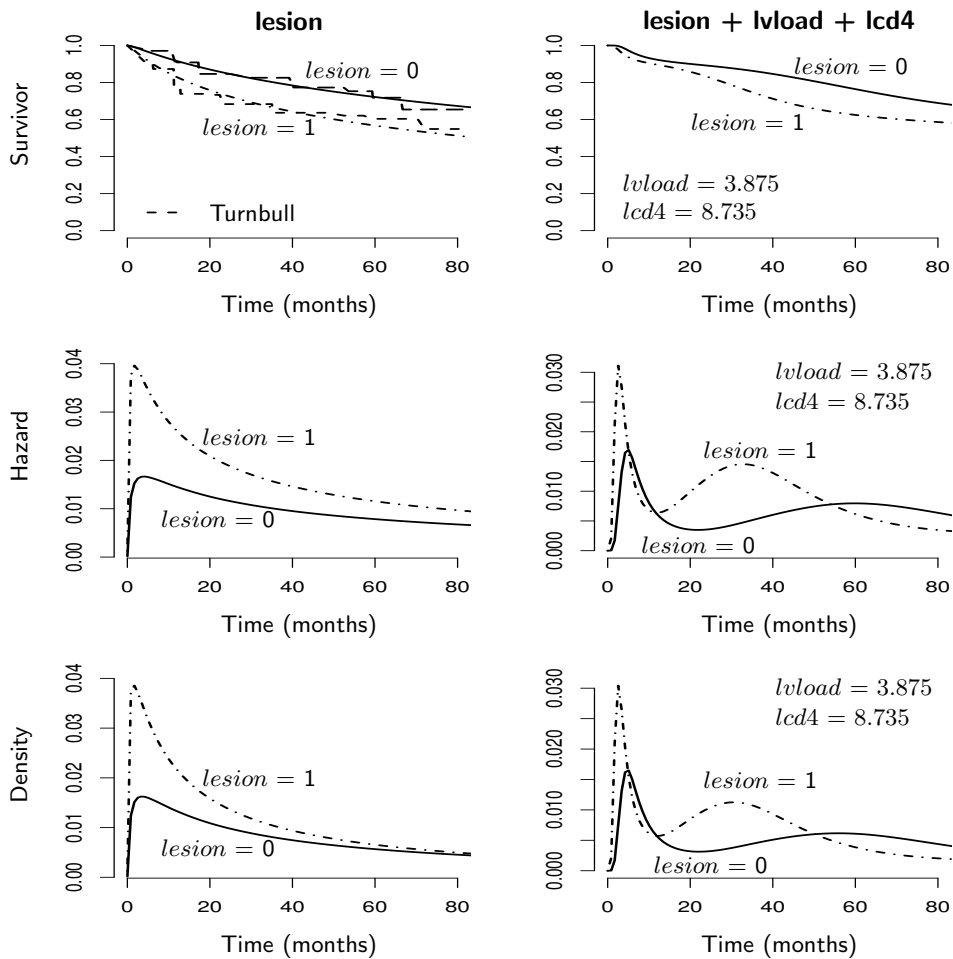 lesion
lesion + lvload + lcd4
Survivor
0.0 0.2 0.4 0.6 0.8 1.0
lesion = 0
lesion = 1
Turnbull
0 20 40 60 80
Time (months)
0.0 0.2 0.4 0.6 0.8 1.0
lesion = 0
lesion = 1
lvload = 3.875
lcd4 = 8.735
0 20 40 60 80
Time (months)
Hazard
0.00 0.01 0.02 0.03 0.04
lesion = 1
lesion = 0
0 20 40 60 80
Time (months)
0.000 0.010 0.020 0.030
lvload = 3.875
lcd4 = 8.735
lesion = 1
lesion = 0
0 20 40 60 80
Time (months)
Density
0.00 0.01 0.02 0.03 0.04
lesion = 1
lesion = 0
0 20 40 60 80
Time (months)
0.000 0.010 0.020 0.030
lvload = 3.875
lcd4 = 8.735
lesion = 1
lesion = 0
0 20 40 60 80
Time (months)